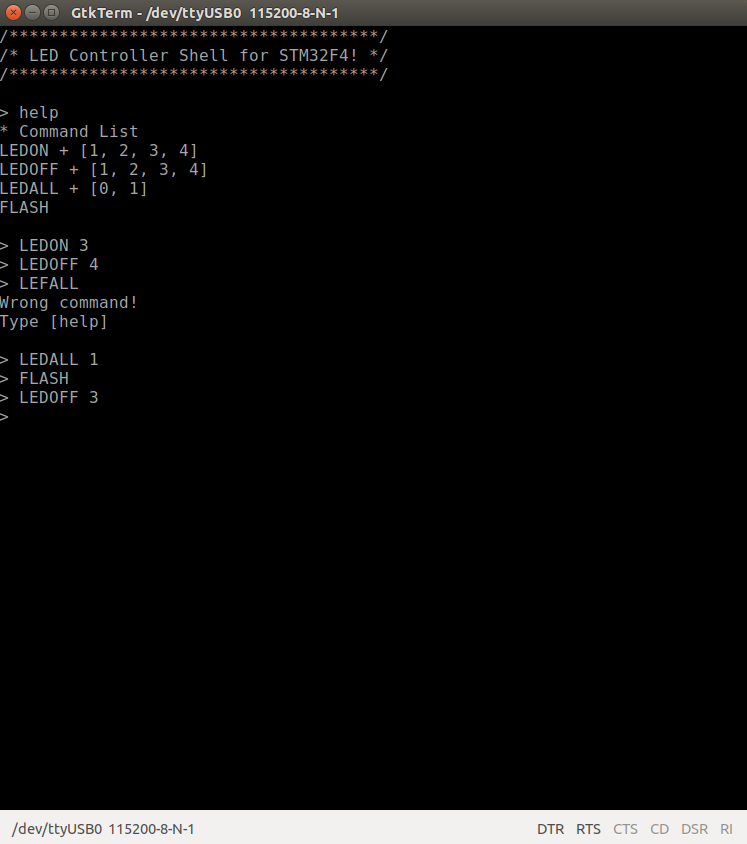 GtkTerm - /dev/ttyUSB0 115200-8-N-1
/*************************************/
/* LED Controller Shell for STM32F4! */
/*************************************/
> help
* Command List
LEDON + [1, 2, 3, 4]
LEDOFF + [1, 2, 3, 4]
LEDALL + [0, 1]
FLASH
> LEDON 3
> LEDOFF 4
> LEFALL
Wrong command!
Type [help]
> LEDALL 1
> FLASH
> LEDOFF 3
>
/dev/ttyUSB0 115200-8-N-1 DTR RTS CTS CD DSR RI